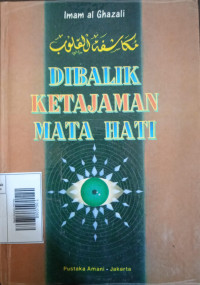 Imam al Ghazali
مكاشفة القلوب
DIBALIK
KETAJAMAN
MATA HATI
Pustaka Amani - Jakarta